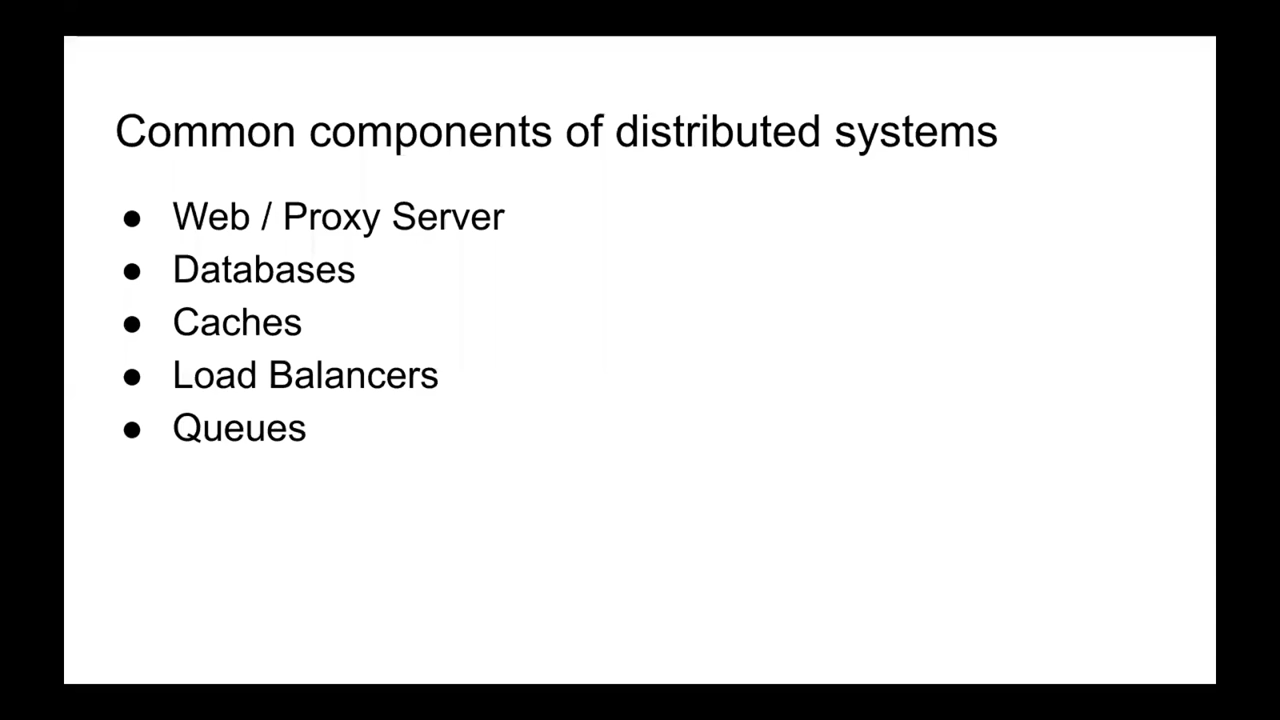 Common components of distributed systems
● Web / Proxy Server
● Databases
● Caches
● Load Balancers
● Queues